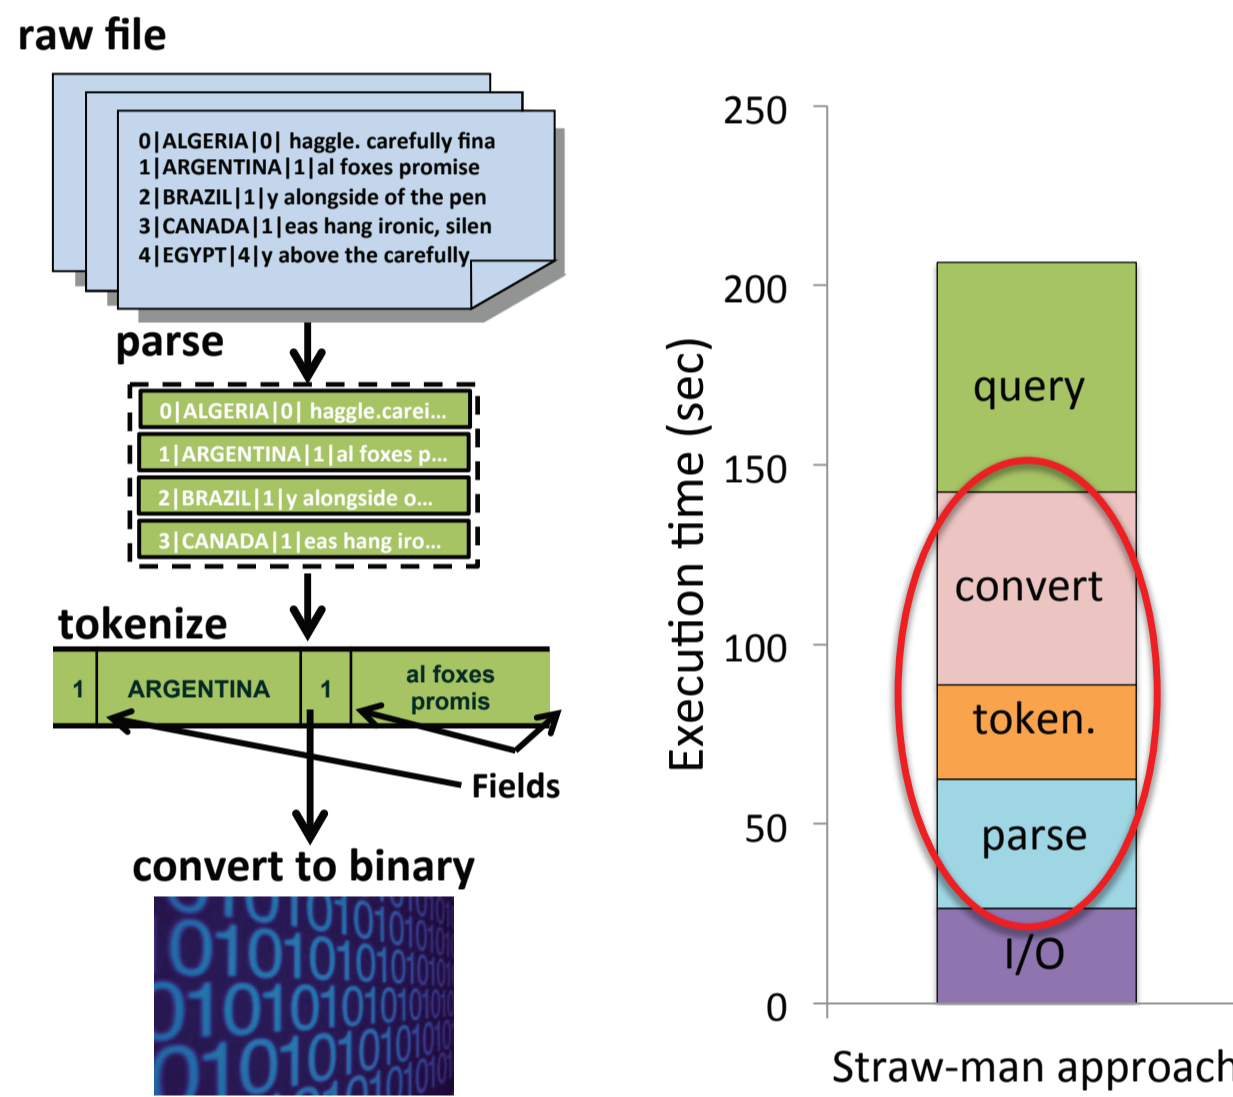 raw file
0|ALGERIA|0| haggle. carefully fina
1|ARGENTINA|1|al foxes promise
2|BRAZIL|1|y alongside of the pen
3|CANADA|1|eas hang ironic, silen
4|EGYPT|4|y above the carefully
parse
0|ALGERIA|0| haggle.carei...
1|ARGENTINA|1|al foxes p...
2|BRAZIL|1|y alongside o...
3|CANADA|1|eas hang iro...
tokenize
1
ARGENTINA
1
al foxes
promis
Fields
convert to binary
Execution time (sec)
250
200
150
100
50
0
query
convert
token.
parse
I/O
Straw-man approach